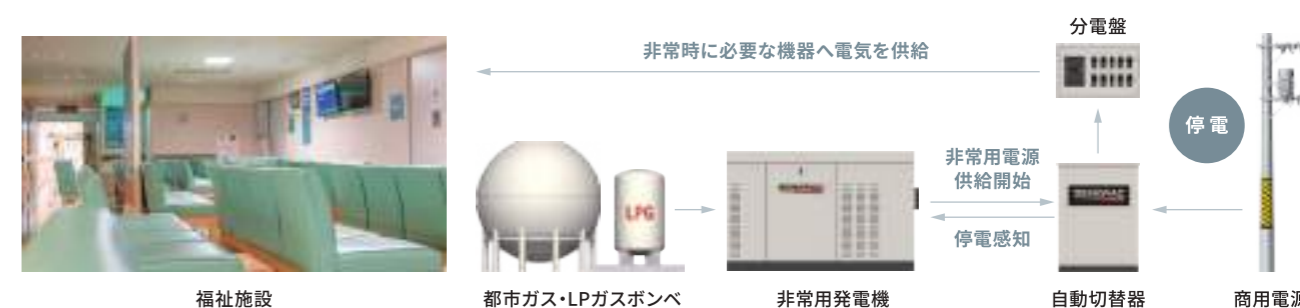 分電盤
非常時に必要な機器へ電気を供給
停電
非常用電源
供給開始
停電感知
LPG
福祉施設
都市ガス・LPガスボンベ
非常用発電機
自動切替器
商用電源